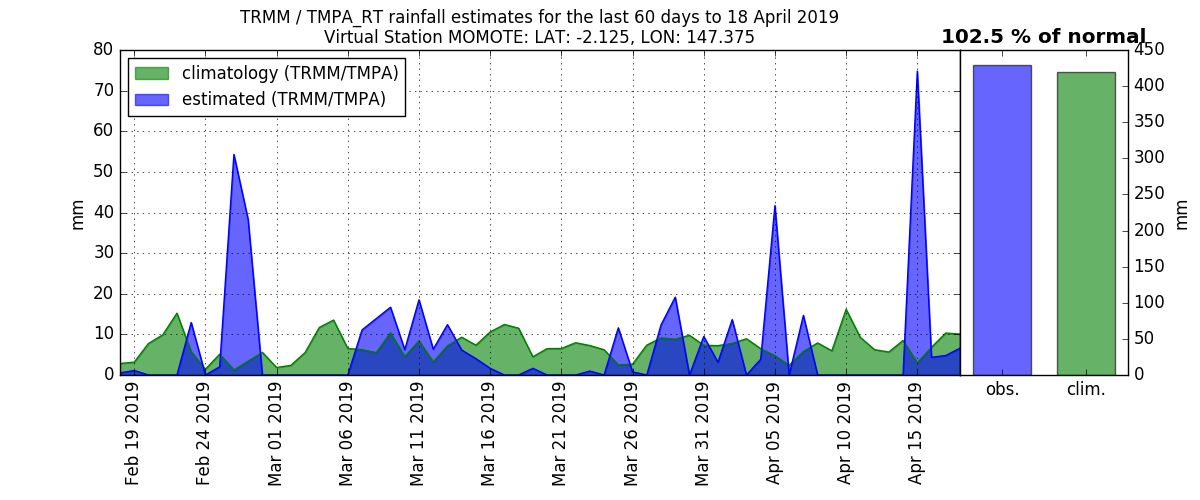 TRMM / TMPA_RT rainfall estimates for the last 60 days to 18 April 2019
Virtual Station MOMOTE: LAT: -2.125, LON: 147.375
102.5 % of normal
climatology (TRMM/TMPA)
estimated (TRMM/TMPA)
mm
80
70
60
50
40
30
20
10
0
Feb 19 2019
Feb 24 2019
Mar 01 2019
Mar 06 2019
Mar 11 2019
Mar 16 2019
Mar 21 2019
Mar 26 2019
Mar 31 2019
Apr 05 2019
Apr 10 2019
Apr 15 2019
450
400
350
300
250
200
150
100
50
0
mm
obs.
clim.